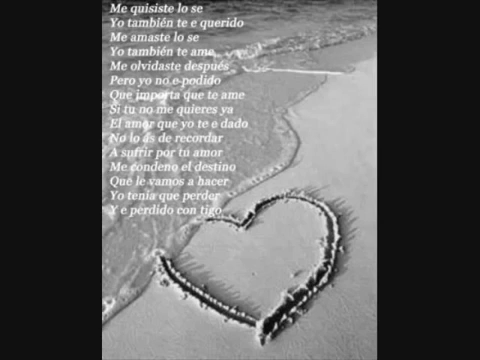 Me quisiste lo se
Yo también te e querido
Me amaste lo se
Yo también te ame
Me olvidaste después
Pero yo no e podido
Que importa que te ame
Si tu no me quieres ya
El amor que yo te e dado
No lo ás de recordar
A sufrir por tú amor
Me condeno el destino
Que le vamos a hacer
Yo tenía que perder
Y e perdido con tigo